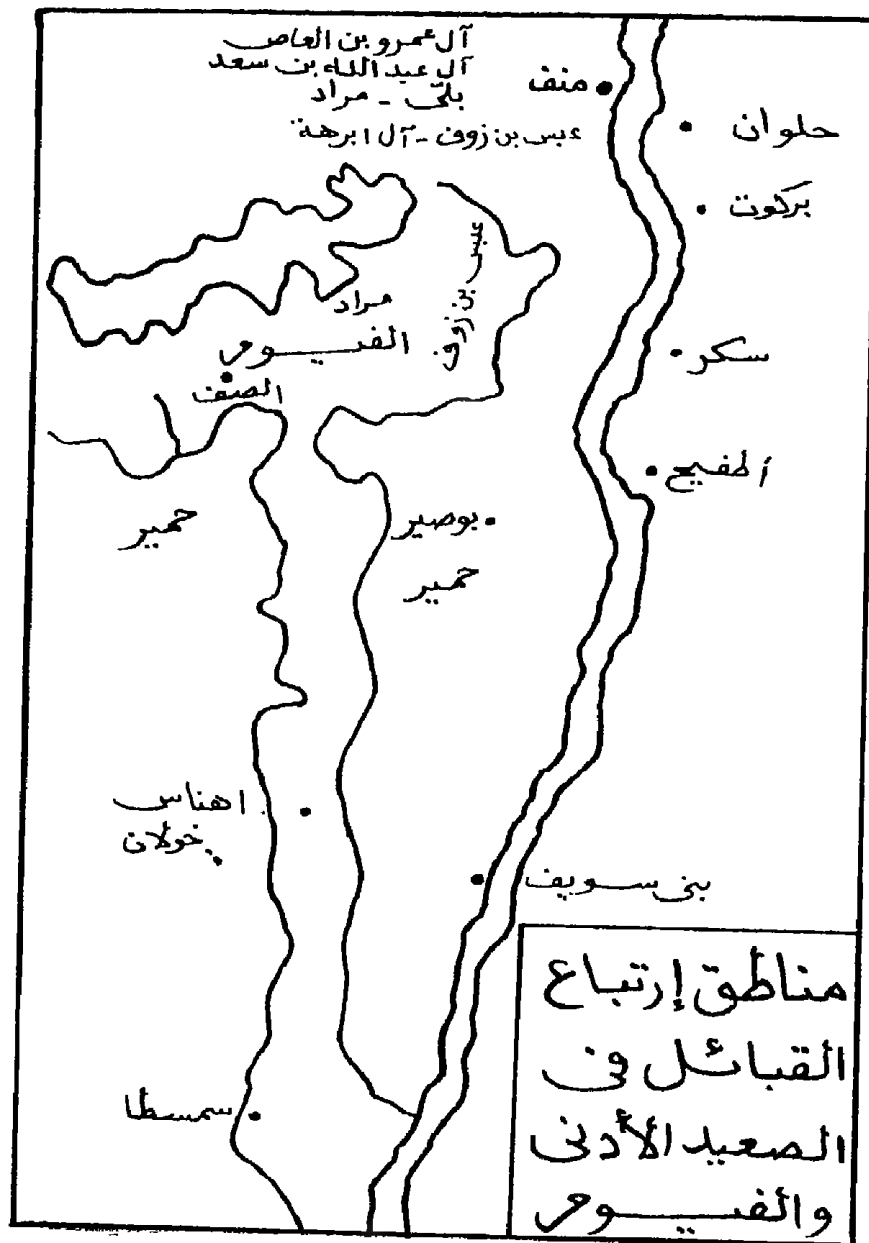 آل عمرو بن العاص
آل عبد الله بن سعد
بلّى - مراد
عبس بن زوف - آل ابرهة
منف
حلوان
بركوت
عبس بن زوف
مراد
الفيوم
سكر
الصنف
أطفيح
بوصير
حمير
حمير
اهناس
خولان
بنى سويف
سمسطا
مناطق إرتباع
القبائل فى
الصعيد الأدنى
والفيوم